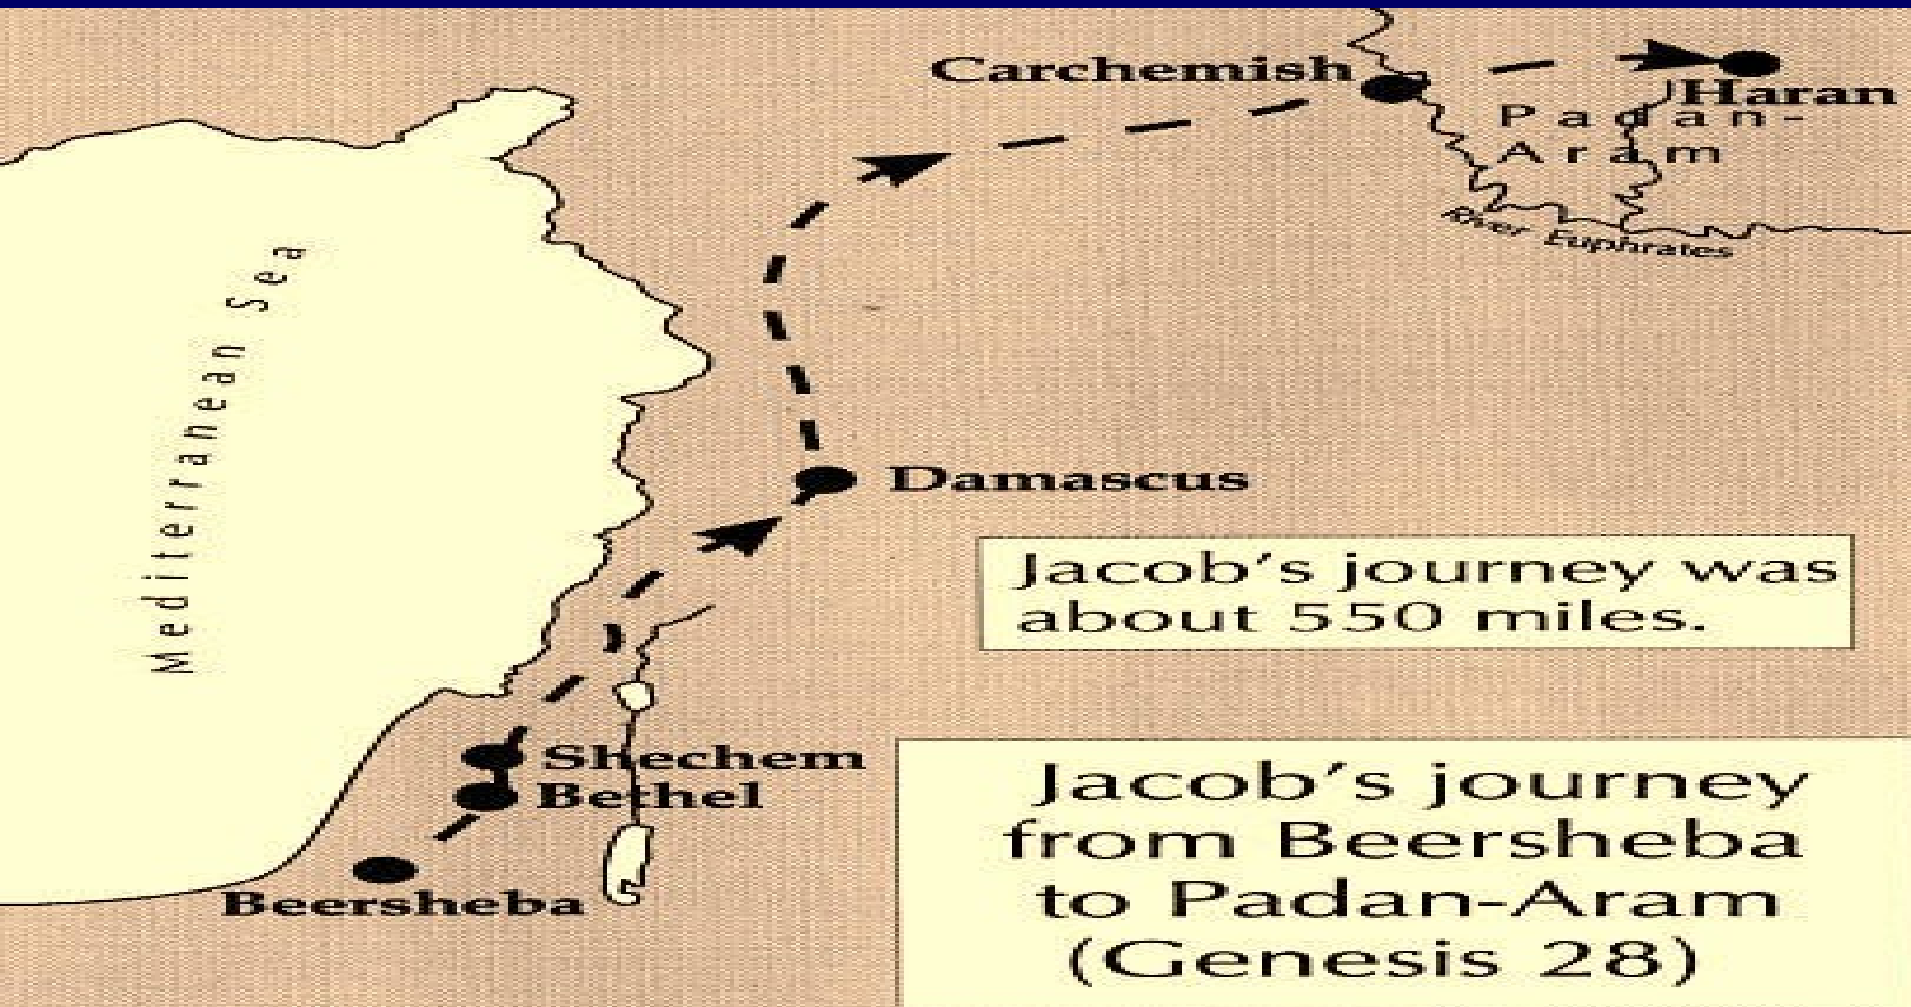 Carchemish
Haran
Padan-
Aram
River Euphrates
Mediterranean Sea
Damascus
Jacob's journey was
about 550 miles.
Shechem
Bethel
Beersheba
Jacob's journey
from Beersheba
to Padan-Aram
(Genesis 28)